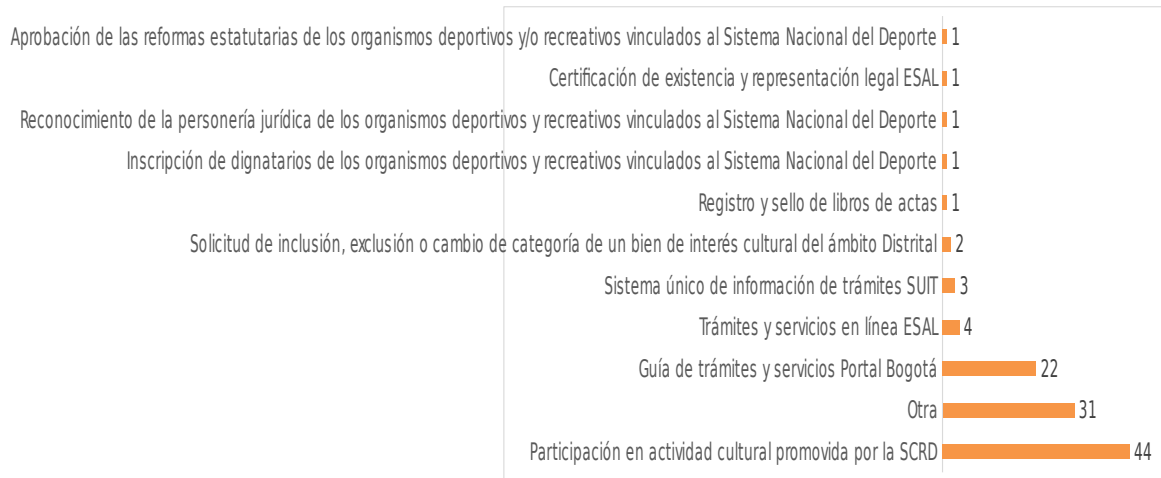 Aprobación de las reformas estatutarias de los organismos deportivos y/o recreativos vinculados al Sistema Nacional del Deporte 1
Certificación de existencia y representación legal ESAL 1
Reconocimiento de la personería jurídica de los organismos deportivos y recreativos vinculados al Sistema Nacional del Deporte 1
Inscripción de dignatarios de los organismos deportivos y recreativos vinculados al Sistema Nacional del Deporte 1
Registro y sello de libros de actas 1
Solicitud de inclusión, exclusión o cambio de categoría de un bien de interés cultural del ámbito Distrital 2
Sistema único de información de trámites SUIT 3
Trámites y servicios en línea ESAL 4
Guía de trámites y servicios Portal Bogotá 22
Otra 31
Participación en actividad cultural promovida por la SCRD 44